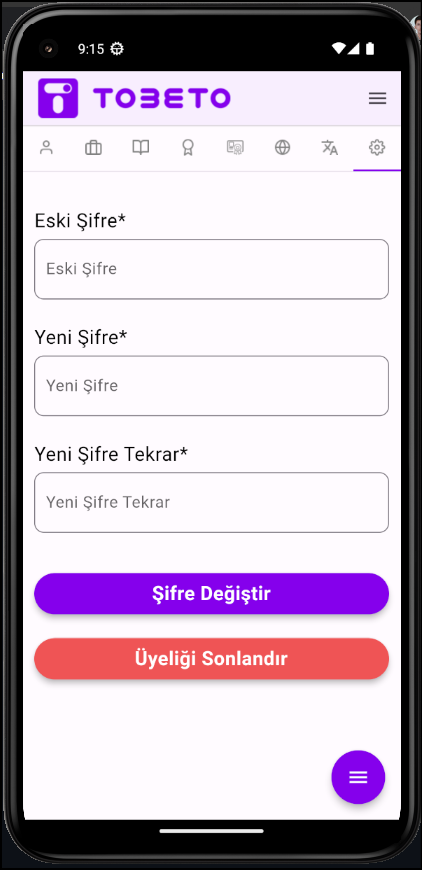 9:15
TOBETO
Eski Şifre*
Eski Şifre
Yeni Şifre*
Yeni Şifre
Yeni Şifre Tekrar*
Yeni Şifre Tekrar
Şifre Değiştir
Üyeliği Sonlandır